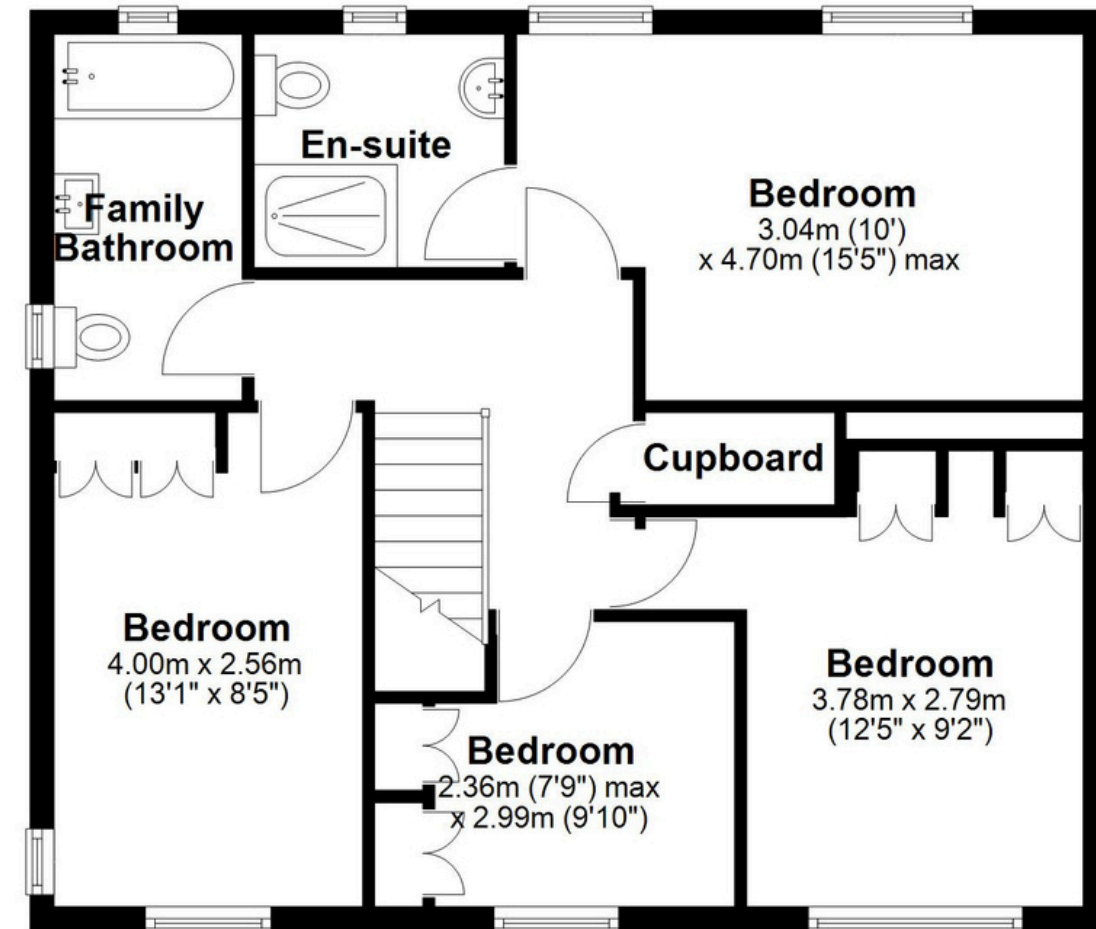 En-suite
Family
Bathroom
Bedroom
3.04m (10')
x 4.70m (15'5") max
Cupboard
Bedroom
4.00m x 2.56m
(13'1" x 8'5")
Bedroom
3.78m x 2.79m
(12'5" x 9'2")
Bedroom
2.36m (7'9") max
x 2.99m (9'10")